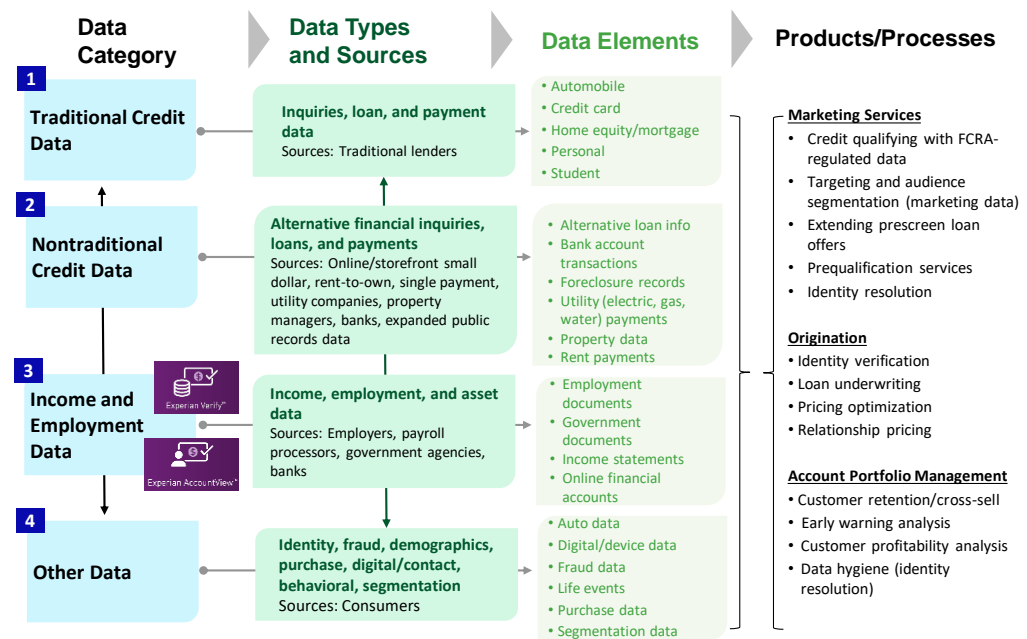 Data
Category
Data Types
and Sources
Data Elements
Products/Processes
1
Traditional Credit
Data
Inquiries, loan, and payment
data
Sources: Traditional lenders
• Automobile
• Credit card
• Home equity/mortgage
• Personal
• Student
2
Nontraditional
Credit Data
Alternative financial inquiries,
loans, and payments
Sources: Online/storefront small
dollar, rent-to-own, single payment,
utility companies, property
managers, banks, expanded public
records data
• Alternative loan info
• Bank account
transactions
• Foreclosure records
• Utility (electric, gas,
water) payments
• Property data
• Rent payments
3
Income and
Employment
Data
Experian Verify™
Experian AccountView™
Income, employment, and asset
data
Sources: Employers, payroll
processors, government agencies,
banks
• Employment
documents
• Government
documents
• Income statements
• Online financial
accounts
4
Other Data
Identity, fraud, demographics,
purchase, digital/contact,
behavioral, segmentation
Sources: Consumers
• Auto data
• Digital/device data
• Fraud data
• Life events
• Purchase data
• Segmentation data
Marketing Services
• Credit qualifying with FCRA-
regulated data
• Targeting and audience
segmentation (marketing data)
• Extending prescreen loan
offers
• Prequalification services
• Identity resolution
Origination
• Identity verification
• Loan underwriting
• Pricing optimization
• Relationship pricing
Account Portfolio Management
• Customer retention/cross-sell
• Early warning analysis
• Customer profitability analysis
• Data hygiene (identity
resolution)